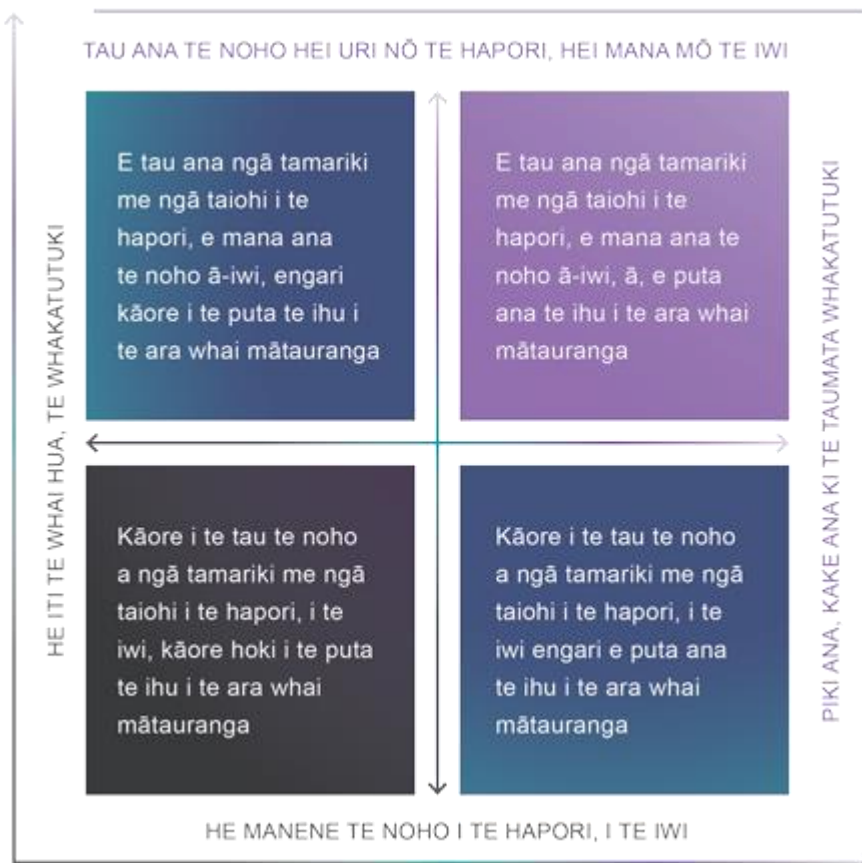 TAU ANA TE NOHO HEI URI NŌ TE HAPORI, HEI MANA MŌ TE IWI
HE ITI TE WHAI HUA, TE WHAKATUTUKI
E tau ana ngā tamariki
me ngā taiohi i te
hapori, e mana ana
te noho ā-iwi, engari
kāore i te puta te ihu i
te ara whai mātauranga
E tau ana ngā tamariki
me ngā taiohi i te
hapori, e mana ana te
noho ā-iwi, ā, e puta
ana te ihu i te ara whai
mātauranga
PIKI ANA, KAKE ANA KI TE TAUMATA WHAKATUTUKI
Kāore i te tau te noho
a ngā tamariki me ngā
taiohi i te hapori, i te
iwi, kāore hoki i te puta
te ihu i te ara whai
mātauranga
Kāore i te tau te noho
a ngā tamariki me ngā
taiohi i te hapori, i te
iwi engari e puta ana
te ihu i te ara whai
mātauranga
HE MANENE TE NOHO I TE HAPORI, I TE IWI